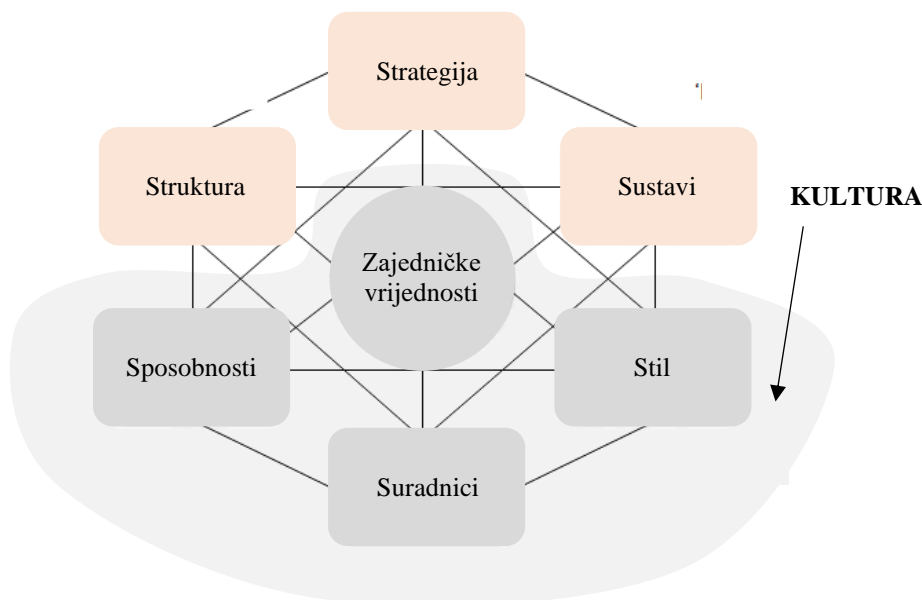 Strategija
Struktura
Sustavi
KULTURA
Zajedničke
vrijednosti
Sposobnosti
Stil
Suradnici